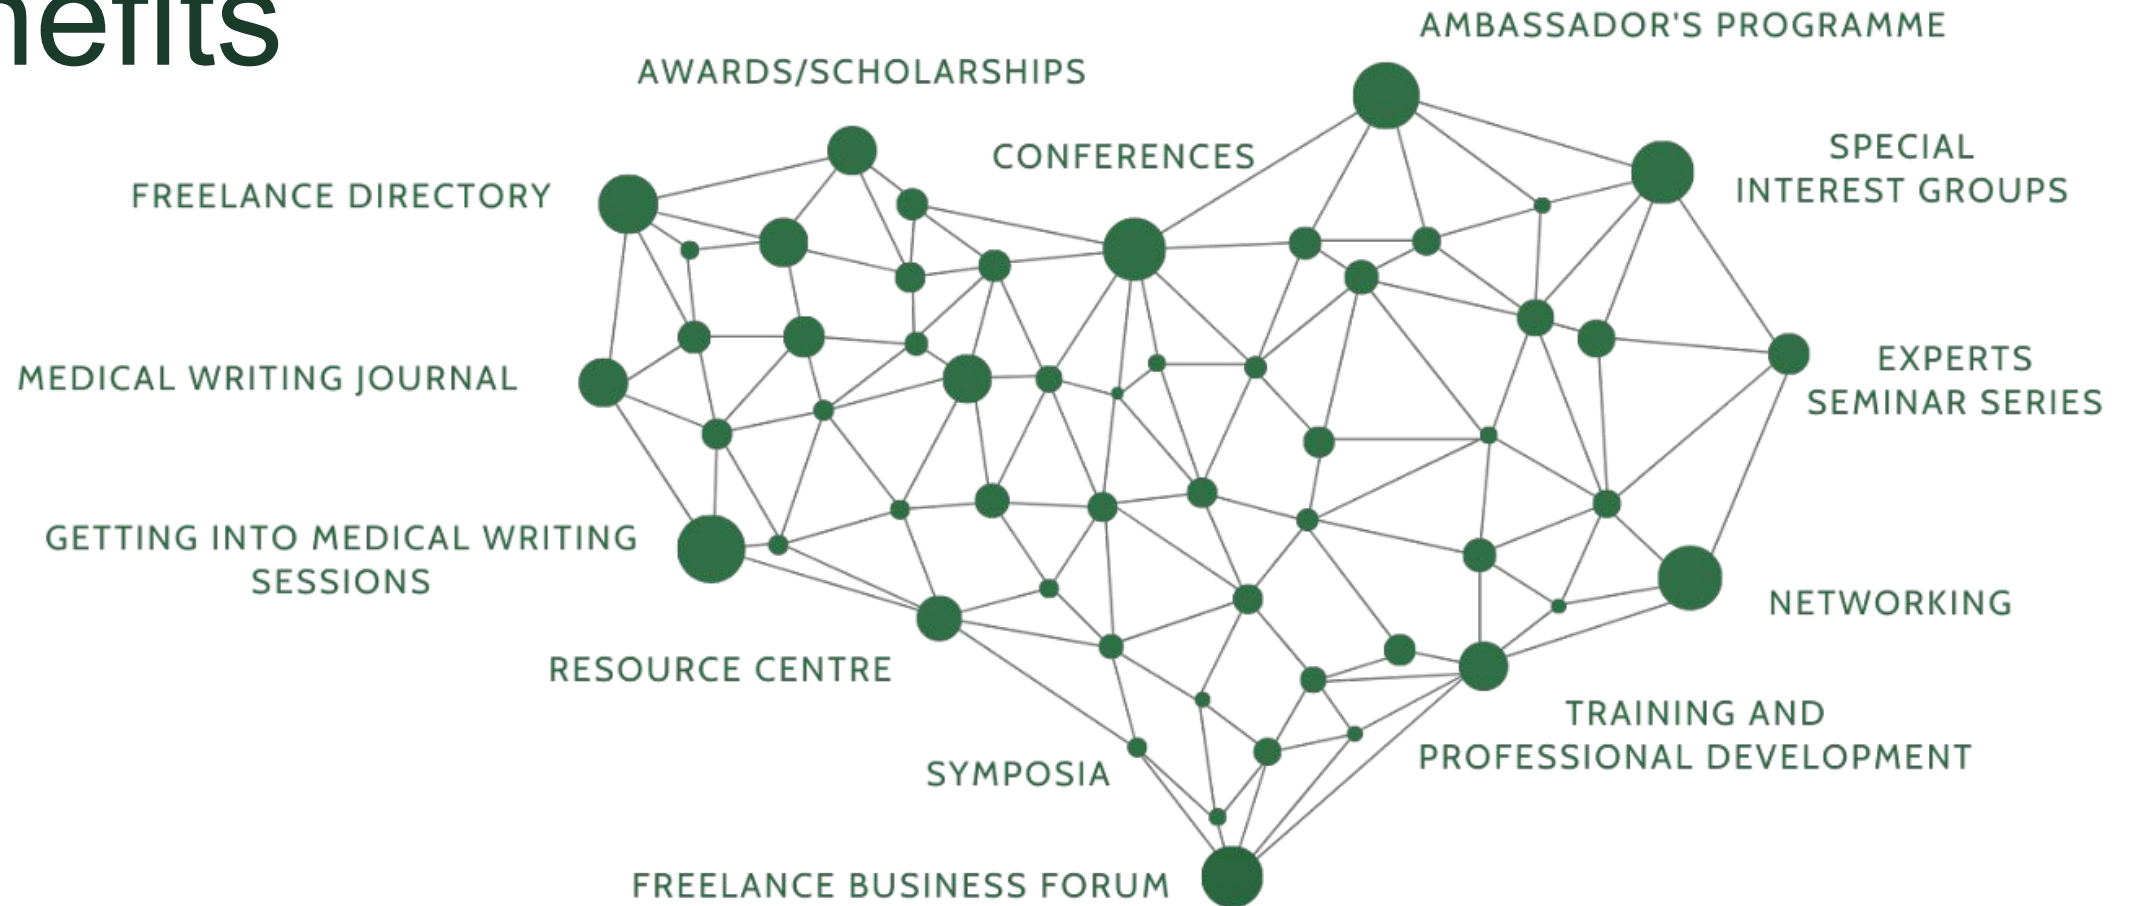 AMBASSADOR'S PROGRAMME
AWARDS/SCHOLARSHIPS
CONFERENCES
SPECIAL
INTEREST GROUPS
FREELANCE DIRECTORY
MEDICAL WRITING JOURNAL
EXPERTS
SEMINAR SERIES
GETTING INTO MEDICAL WRITING
SESSIONS
NETWORKING
RESOURCE CENTRE
TRAINING AND
PROFESSIONAL DEVELOPMENT
SYMPOSIA
FREELANCE BUSINESS FORUM